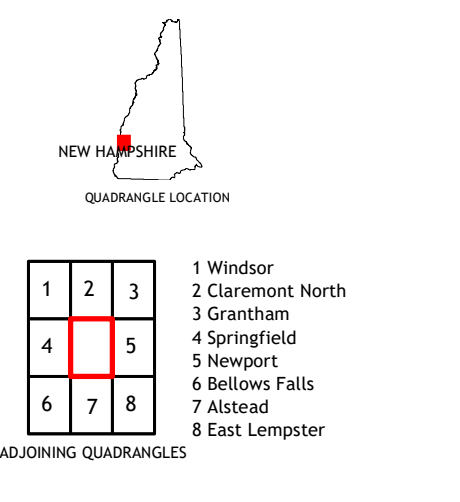 NEW HAMPSHIRE
QUADRANGLE LOCATION
1 2 3
4 5
6 7 8
1 Windsor
2 Claremont North
3 Grantham
4 Springfield
5 Newport
6 Bellows Falls
7 Alstead
8 East Lempster
ADJOINING QUADRANGLES